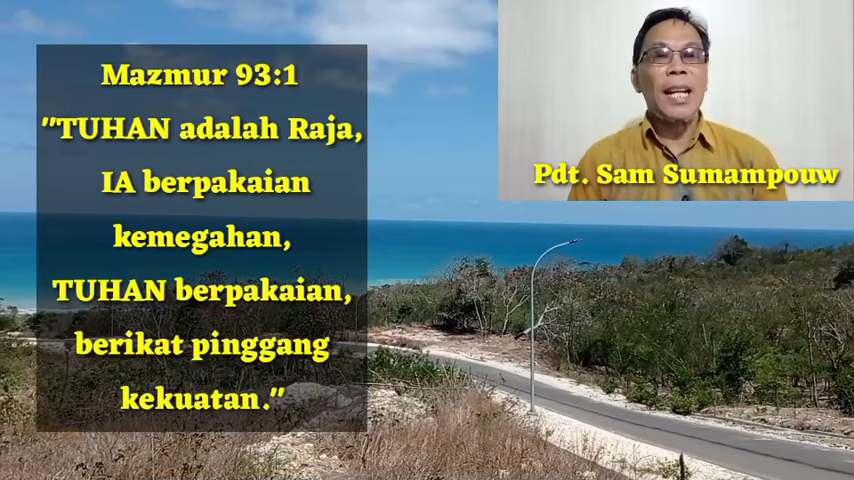 Mazmur 93:1
"TUHAN adalah Raja,
IA berpakaian
kemegahan,
TUHAN berpakaian,
berikat pinggang
kekuatan."
Pdt. Sam Sumampouw